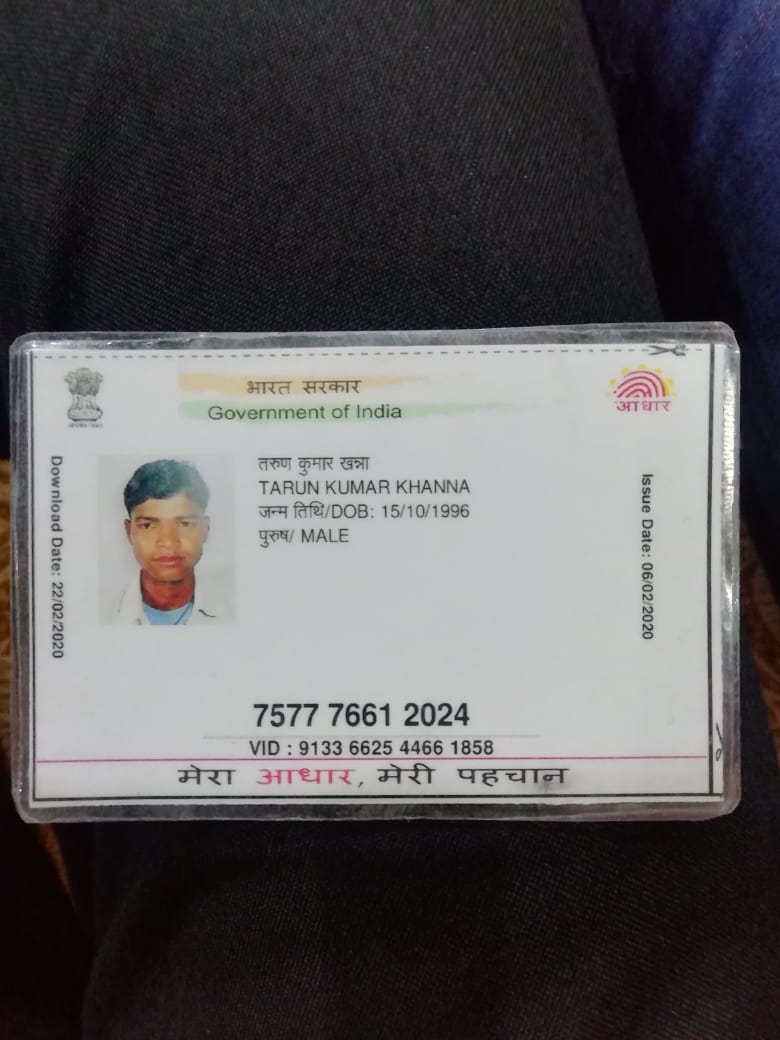 भारत सरकार
Government of India
आधार
Download Date: 22/02/2020
तरुण कुमार खन्ना
TARUN KUMAR KHANNA
जन्म तिथि/DOB: 15/10/1996
पुरुष/ MALE
Issue Date: 06/02/2020
7577 7661 2024
VID : 9133 6625 4466 1858
मेरा आधार, मेरी पहचान